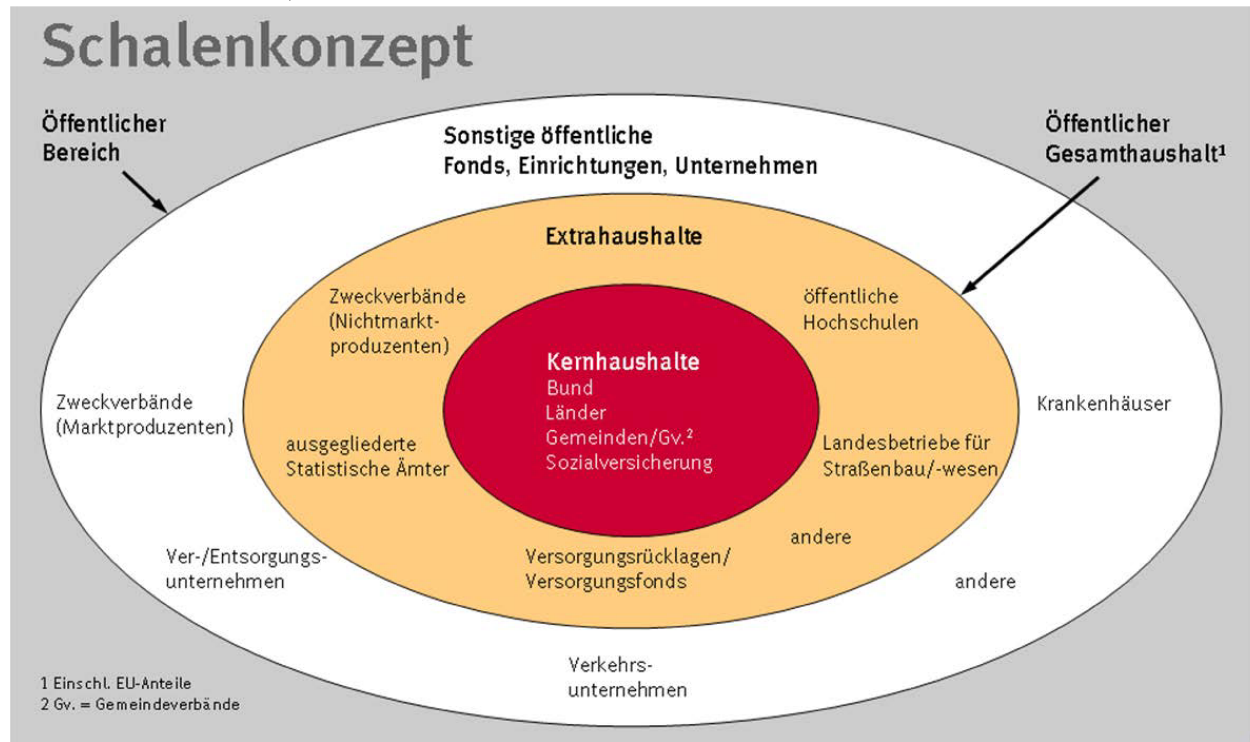 Schalenkonzept
Öffentlicher
Bereich
Sonstige öffentliche
Fonds, Einrichtungen, Unternehmen
Öffentlicher
Gesamthaushalt¹
Extrahaushalte
Zweckverbände
(Nichtmarkt-
produzenten)
öffentliche
Hochschulen
Kernhaushalte
Bund
Länder
Gemeinden/Gv.²
Sozialversicherung
Zweckverbände
(Marktproduzenten)
Krankenhäuser
ausgegliederte
Statistische Ämter
Landesbetriebe für
Straßenbau/-wesen
andere
Ver-/Entsorgungs-
unternehmen
Versorgungsrücklagen/
Versorgungsfonds
andere
Verkehrs-
unternehmen
1 Einschl. EU-Anteile
2 Gv. = Gemeindeverbände